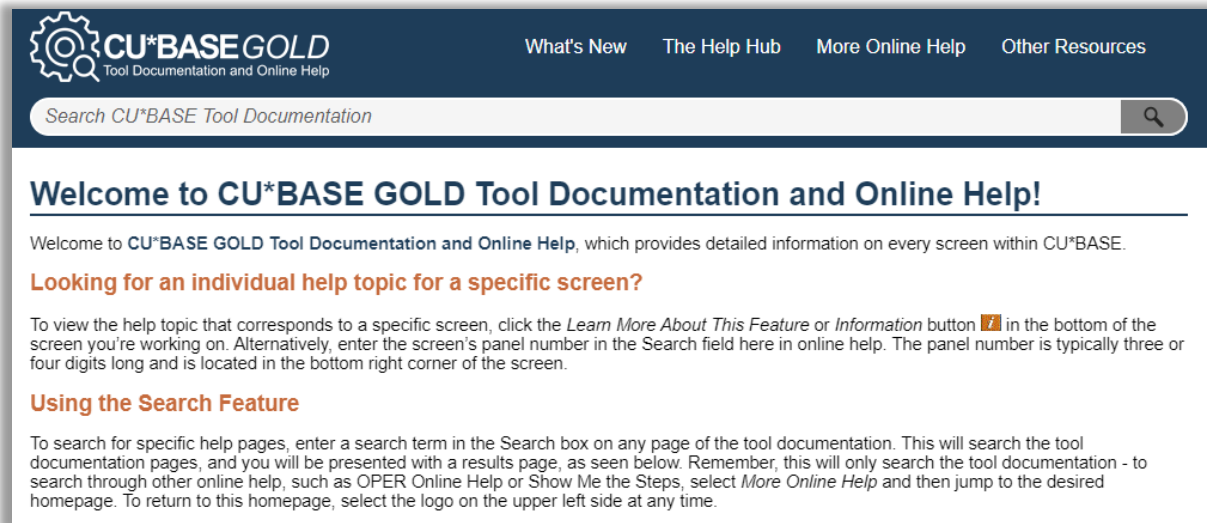 CU*BASE GOLD
Tool Documentation and Online Help
What's New The Help Hub More Online Help Other Resources
Search CU*BASE Tool Documentation
Welcome to CU*BASE GOLD Tool Documentation and Online Help!
Welcome to CU*BASE GOLD Tool Documentation and Online Help, which provides detailed information on every screen within CU*BASE.
Looking for an individual help topic for a specific screen?
To view the help topic that corresponds to a specific screen, click the Learn More About This Feature or Information button i in the bottom of the
screen you're working on. Alternatively, enter the screen's panel number in the Search field here in online help. The panel number is typically three or
four digits long and is located in the bottom right corner of the screen.
Using the Search Feature
To search for specific help pages, enter a search term in the Search box on any page of the tool documentation. This will search the tool
documentation pages, and you will be presented with a results page, as seen below. Remember, this will only search the tool documentation - to
search through other online help, such as OPER Online Help or Show Me the Steps, select More Online Help and then jump to the desired
homepage. To return to this homepage, select the logo on the upper left side at any time.